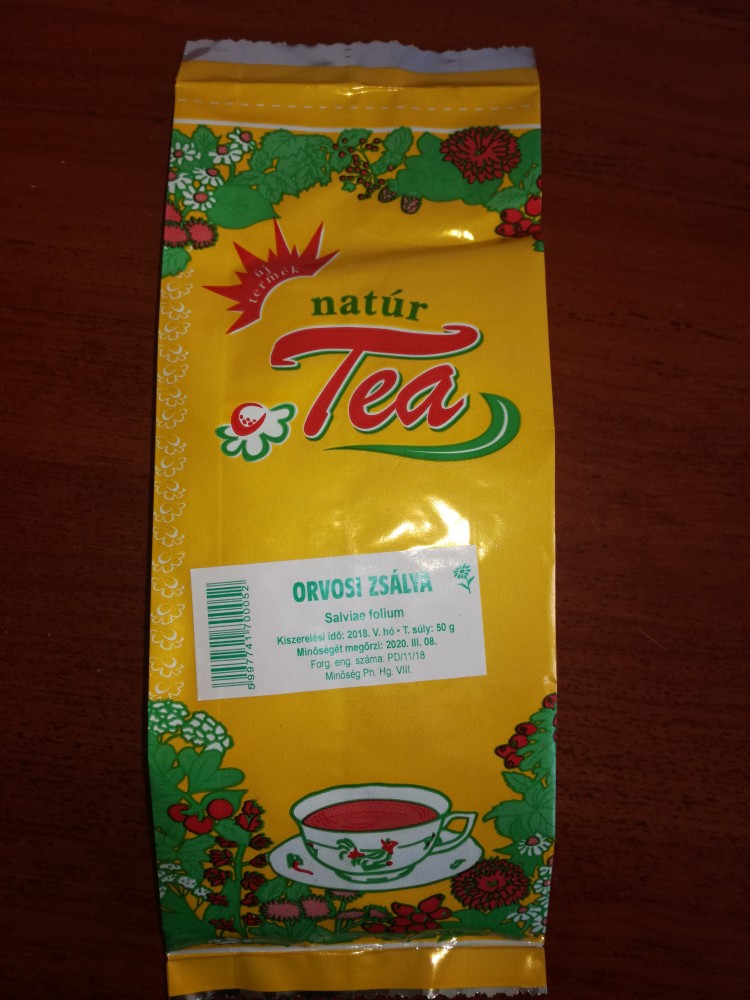 új
termék
natúr
Tea
ORVOSI ZSÁLYA
Salviae folium
Kiszerelési idő: 2018. V. hó • T. súly: 50 g
Minőségét megőrzi: 2020. III. 08.
Forg. eng. száma: PD/11/18
Minőség Ph. Hg. VIII.
5997741700052